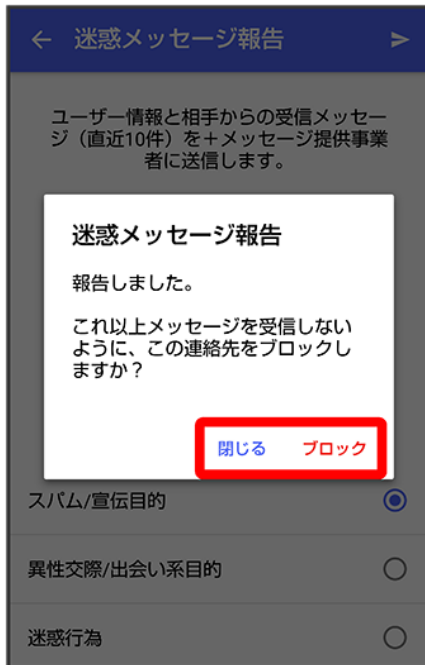 迷惑メッセージ報告
ユーザー情報と相手からの受信メッセー
ジ（直近10件）を＋メッセージ提供事業
者に送信します。
迷惑メッセージ報告
報告しました。
これ以上メッセージを受信しない
ように、この連絡先をブロックし
ますか？
閉じる ブロック
スパム/宣伝目的
異性交際/出会い系目的
迷惑行為